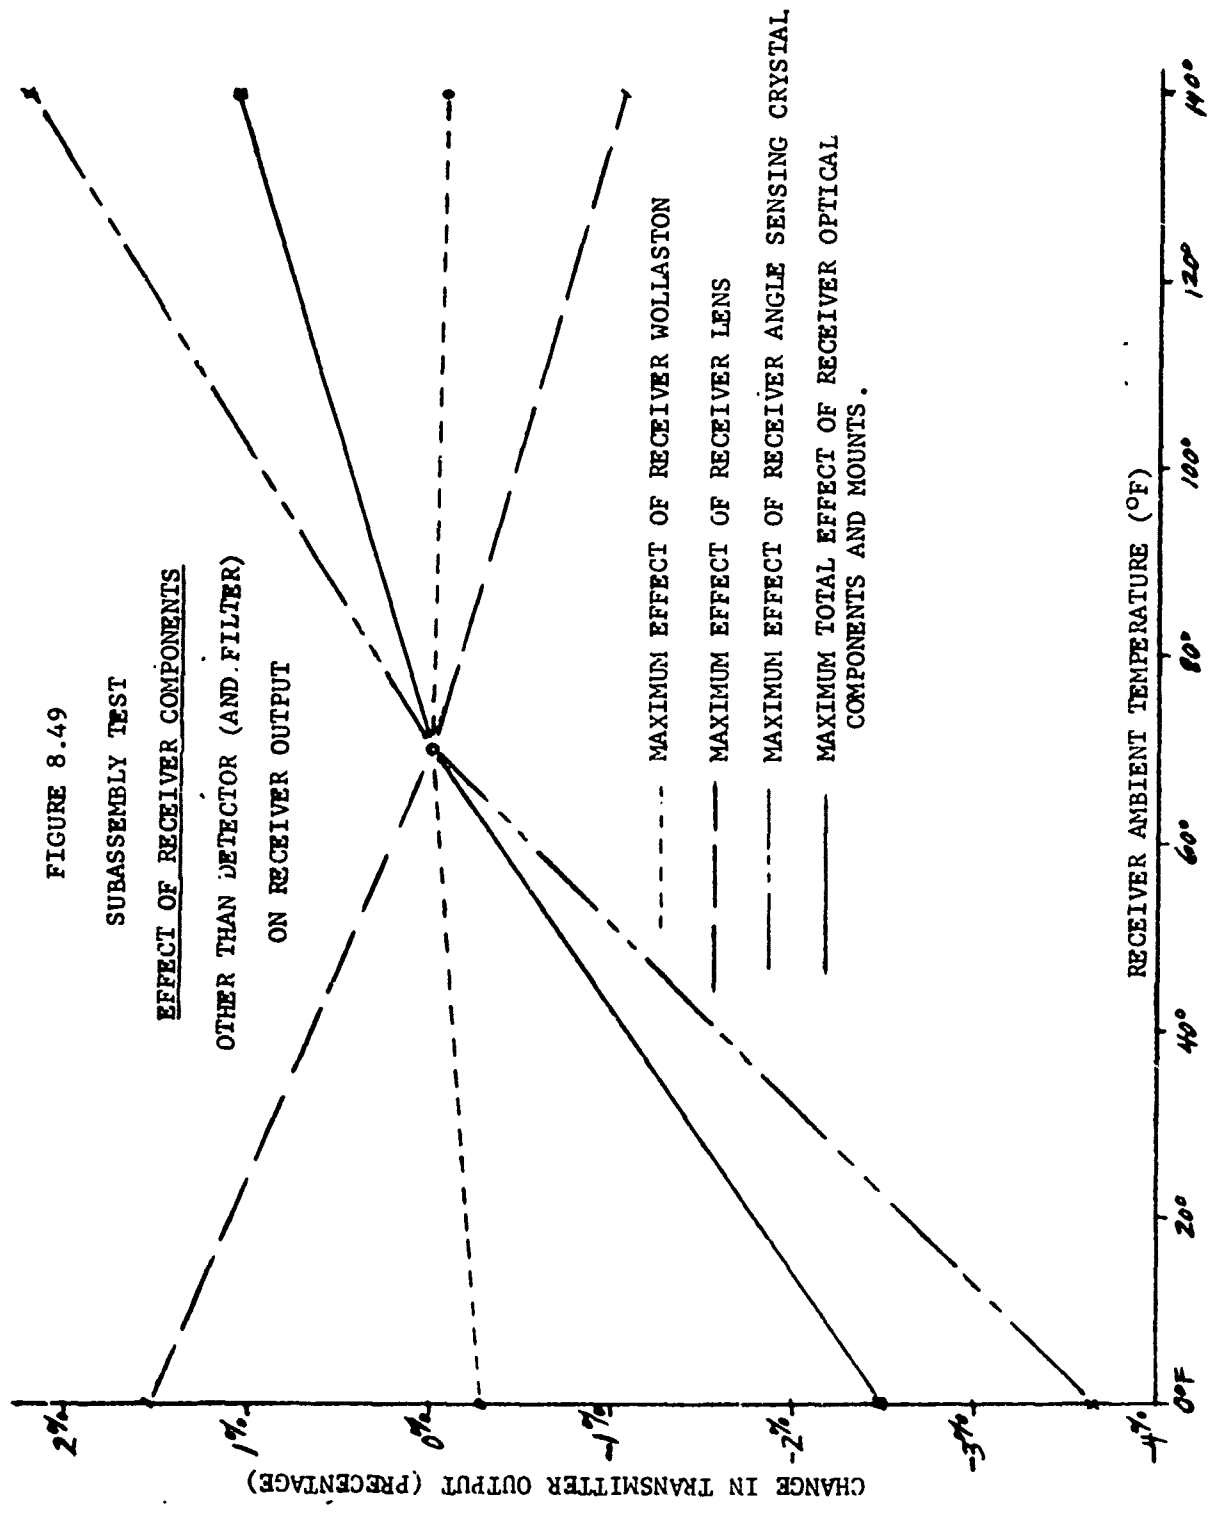 FIGURE 8.49
SUBASSEMBLY TEST
EFFECT OF RECEIVER COMPONENTS
OTHER THAN DETECTOR (AND FILTER)
ON RECEIVER OUTPUT
2%
1%
0%
-1%
-2%
-3%
-4%
CHANGE IN TRANSMITTER OUTPUT (PRECENTAGE)
MAXIMUM EFFECT OF RECEIVER WOLLASTON
MAXIMUM EFFECT OF RECEIVER LENS
MAXIMUM EFFECT OF RECEIVER ANGLE SENSING CRYSTAL
MAXIMUM TOTAL EFFECT OF RECEIVER OPTICAL
COMPONENTS AND MOUNTS.
RECEIVER AMBIENT TEMPERATURE (°F)
0°F
20°
40°
60°
80°
100°
120°
140°